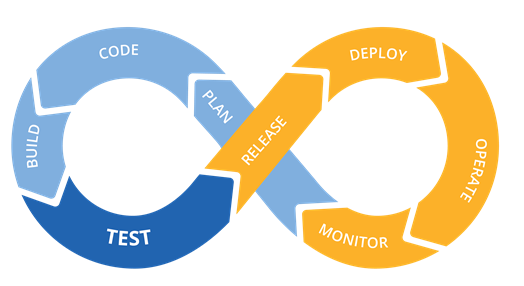 PLAN
CODE
BUILD
TEST
RELEASE
DEPLOY
OPERATE
MONITOR